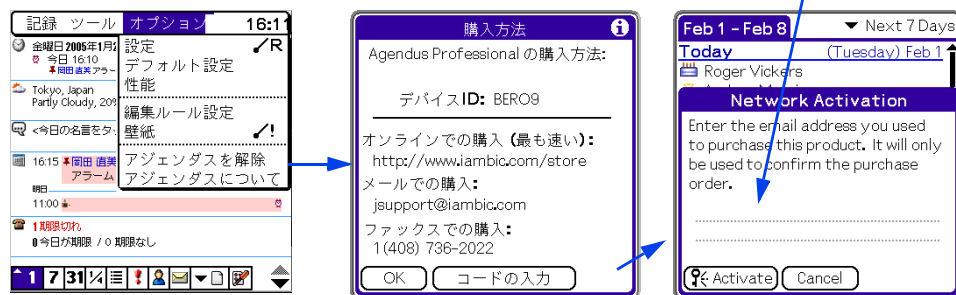 記録 ツール オプション 16:11
金曜日 2005年1月2
今日 16:10
岡田 直美 アラー
Tokyo, Japan
Partly Cloudy, 20%
<今日の名言をタ
16:15 岡田 直美
アラーム
明日
11:00
1 期限切れ
0 今日が期限 / 0 期限なし
1 7 31
設定 /R
デフォルト設定
性能
編集ルール設定
壁紙 /!
アジェンダスを解除
アジェンダスについて
購入方法
Agendus Professional の購入方法:
デバイスID: BERO9
オンラインでの購入 (最も速い):
http://www.iambic.com/store
メールでの購入:
jsupport@iambic.com
ファックスでの購入:
1(408) 736-2022
OK コードの入力
Feb 1 - Feb 8 Next 7 Days
Today (Tuesday) Feb 1
Roger Vickers
Network Activation
Enter the email address you used
to purchase this product. It will only
be used to confirm the purchase
order.
Activate Cancel